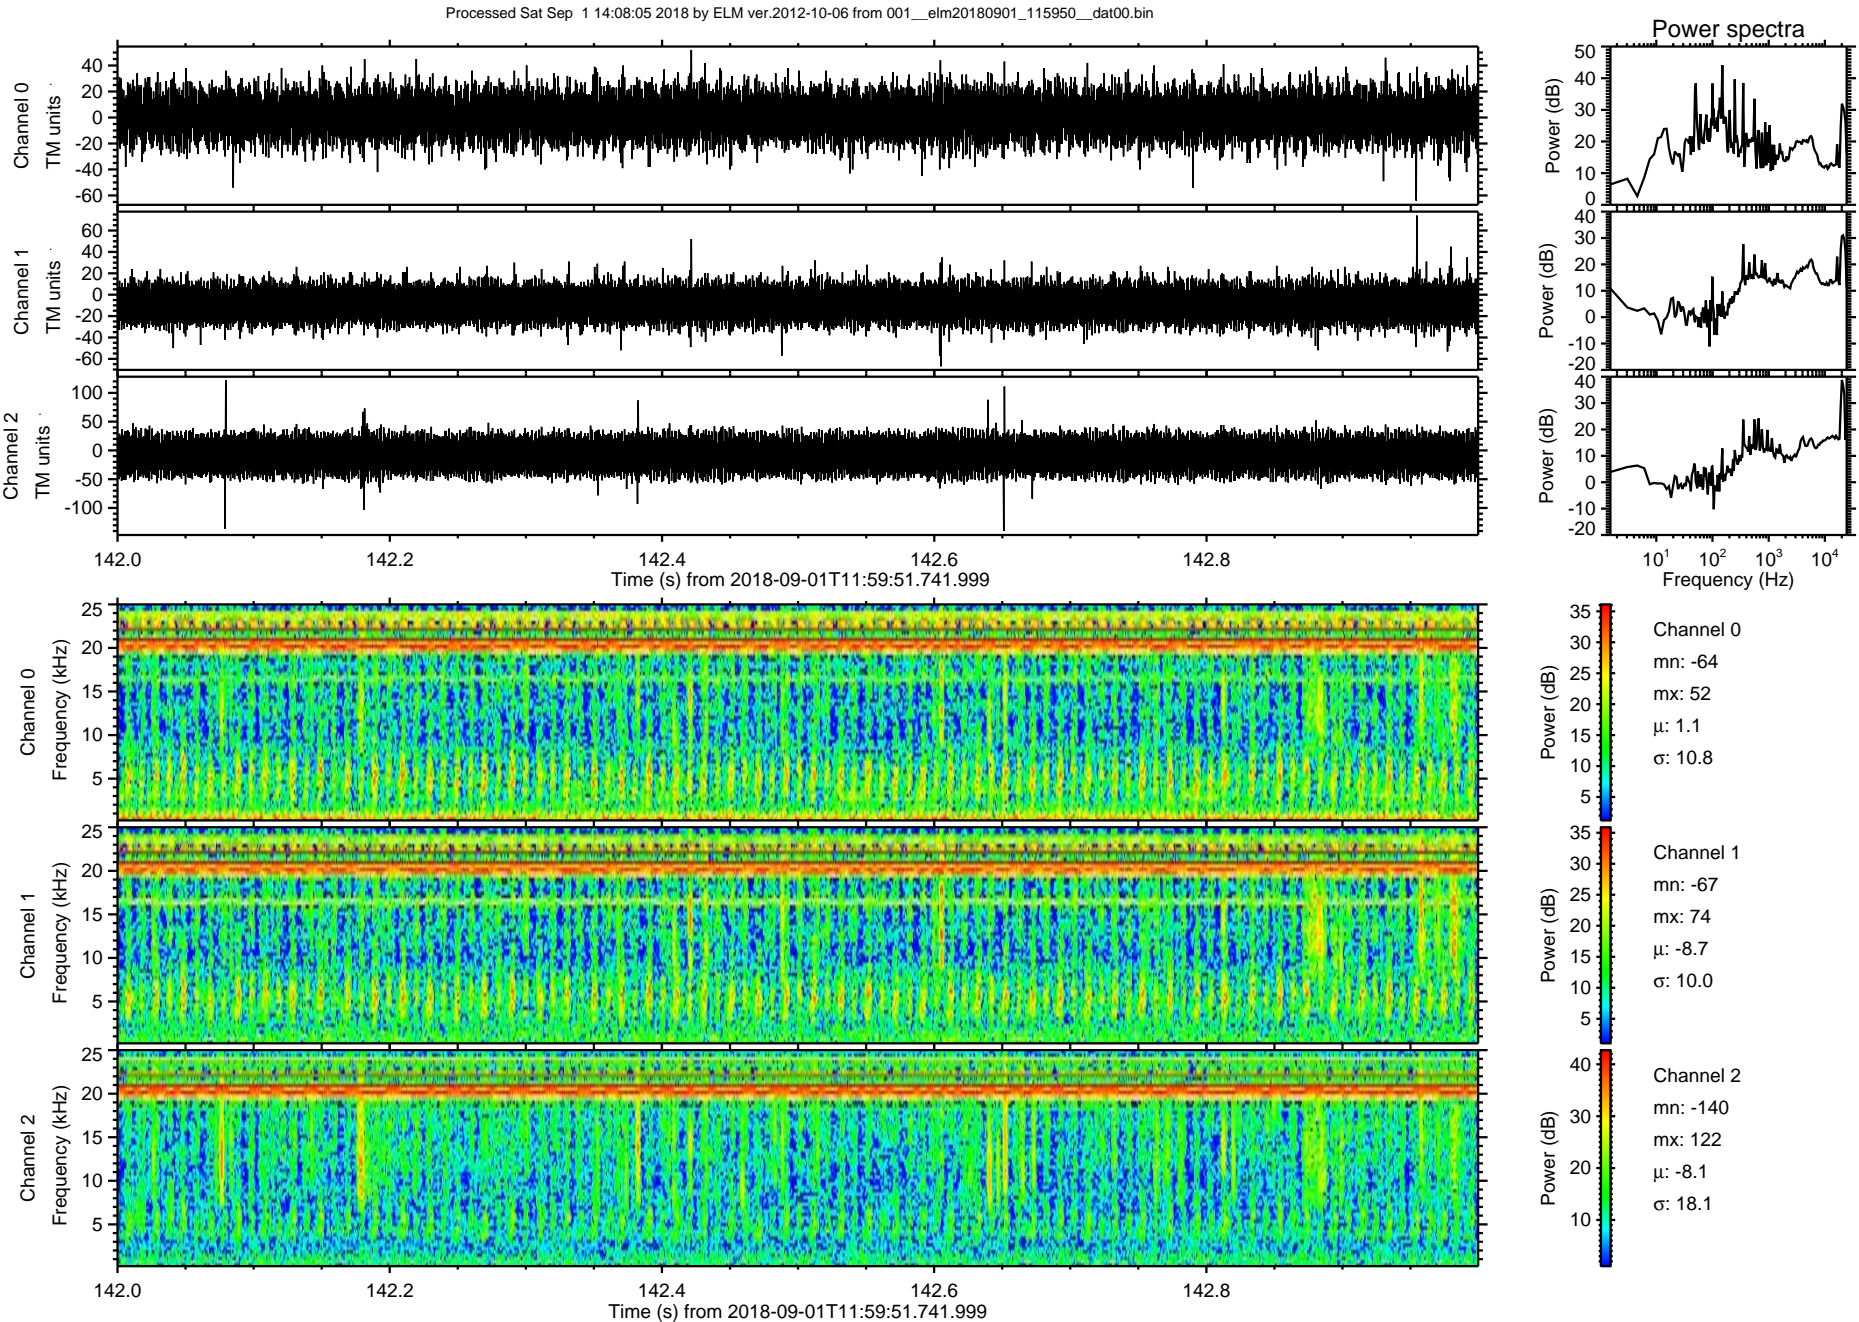 Processed Sat Sep  1 14:08:05 2018 by ELM ver.2012-10-06 from 001__elm20180901_115950__dat00.bin
Power spectra
Channel 0
TM units
40
20
0
-20
-40
-60
Power (dB)
50
40
30
20
10
0
Channel 1
TM units
60
40
20
0
-20
-40
-60
Power (dB)
40
30
20
10
0
-10
-20
Channel 2
TM units
100
50
0
-50
-100
Power (dB)
40
30
20
10
0
-10
-20
142.0
142.2
142.4
142.6
142.8
Time (s) from 2018-09-01T11:59:51.741.999
10^1
10^2
10^3
10^4
Frequency (Hz)
Channel 0
Frequency (kHz)
25
20
15
10
5
Power (dB)
35
30
25
20
15
10
5
Channel 0
mn: -64
mx: 52
μ: 1.1
σ: 10.8
Channel 1
Frequency (kHz)
25
20
15
10
5
Power (dB)
35
30
25
20
15
10
5
Channel 1
mn: -67
mx: 74
μ: -8.7
σ: 10.0
Channel 2
Frequency (kHz)
25
20
15
10
5
Power (dB)
40
30
20
10
Channel 2
mn: -140
mx: 122
μ: -8.1
σ: 18.1
142.0
142.2
142.4
142.6
142.8
Time (s) from 2018-09-01T11:59:51.741.999